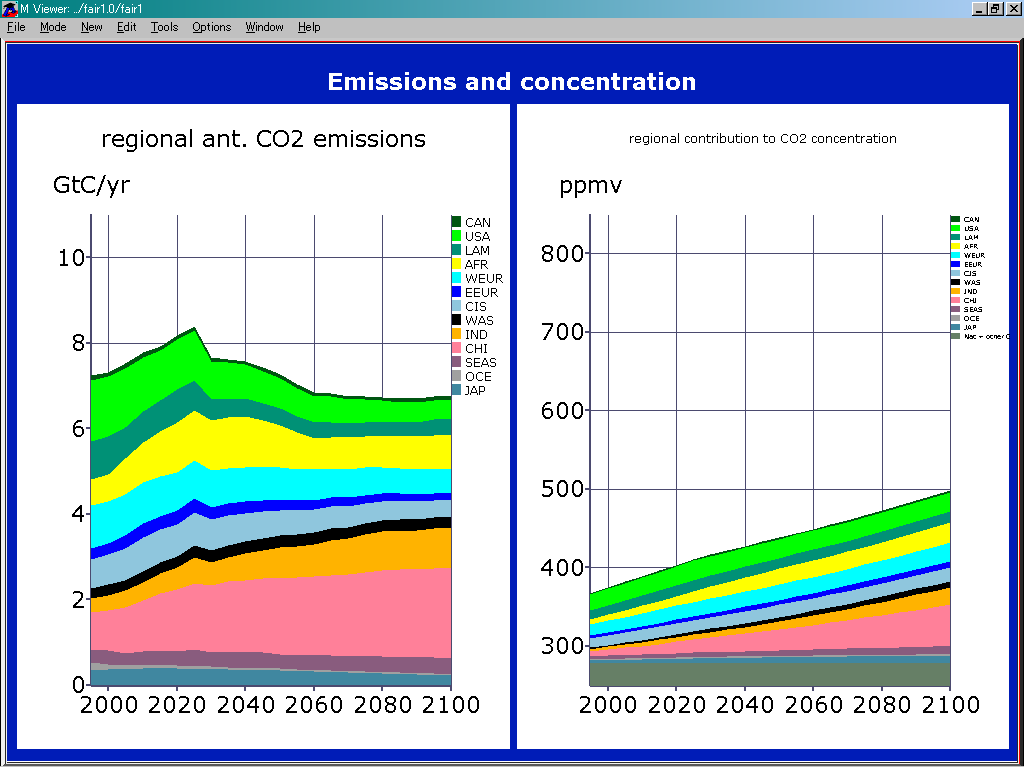 M Viewer: ../fair1.0/fair1
File Mode New Edit Tools Options Window Help
Emissions and concentration
regional ant. CO2 emissions
GtC/yr
10
8
6
4
2
0
2000 2020 2040 2060 2080 2100
CAN
USA
LAM
AFR
WEUR
EEUR
CIS
WAS
IND
CHI
SEAS
OCE
JAP
regional contribution to CO2 concentration
ppmv
800
700
600
500
400
300
2000 2020 2040 2060 2080 2100
CAN
USA
LAM
AFR
WEUR
EEUR
CIS
WAS
IND
CHI
SEAS
OCE
JAP